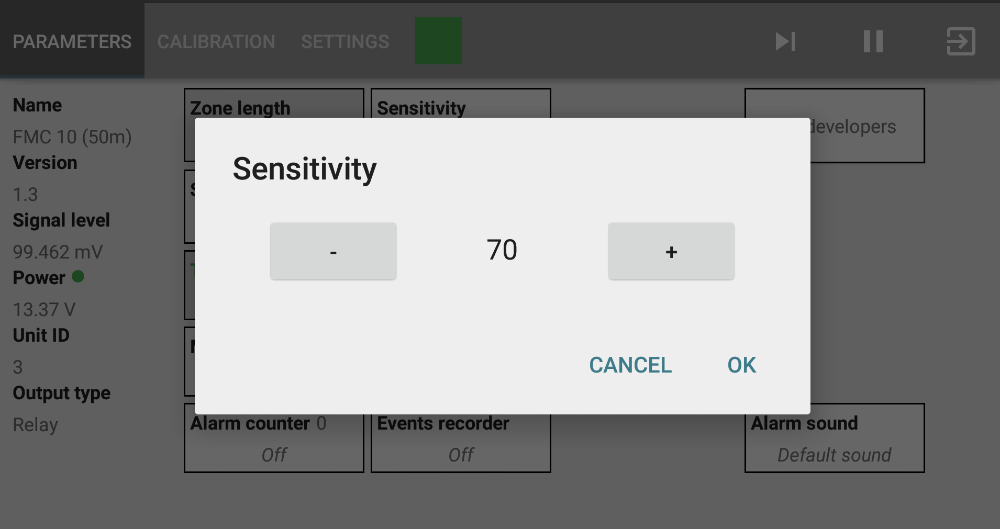 PARAMETERS CALIBRATION SETTINGS
Name
FMC 10 (50m)
Version
1.3
Signal level
99.462 mV
Power
13.37 V
Unit ID
3
Output type
Relay
Zone length
Sensitivity
developers
Sensitivity
- 70 +
CANCEL OK
Alarm counter 0
Off
Events recorder
Off
Alarm sound
Default sound